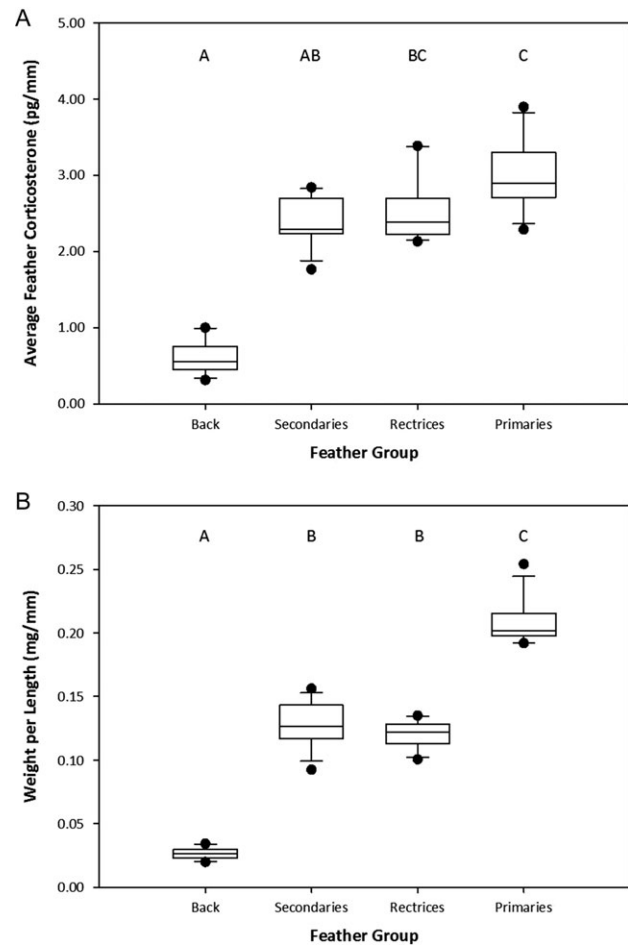 A
5.00
A AB BC C
4.00
3.00
2.00
1.00
0.00
Average Feather Corticosterone (pg/mm)
Back Secondaries Rectrices Primaries
Feather Group
B
0.30
A B B C
0.25
0.20
0.15
0.10
0.05
0.00
Weight per Length (mg/mm)
Back Secondaries Rectrices Primaries
Feather Group